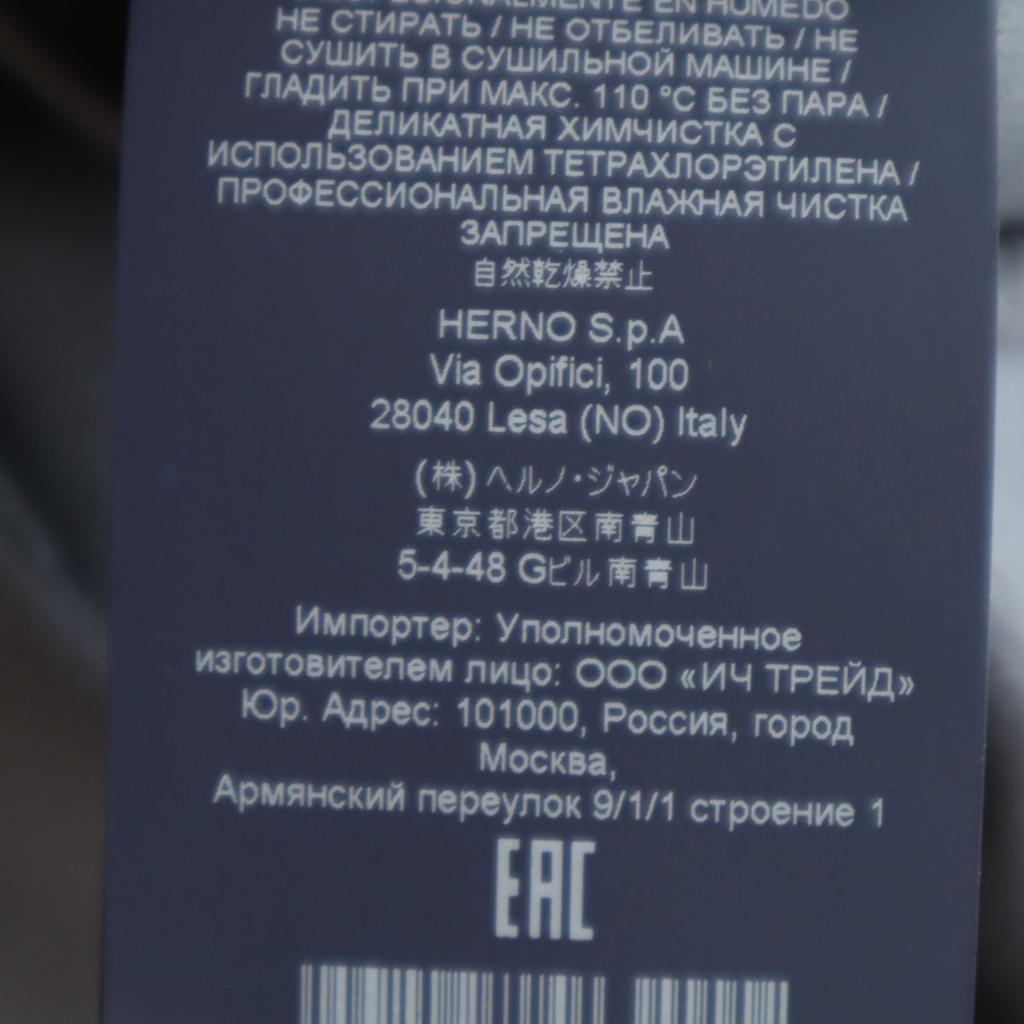 PROFESIONALMENTE EN HÚMEDO
НЕ СТИРАТЬ / НЕ ОТБЕЛИВАТЬ / НЕ
СУШИТЬ В СУШИЛЬНОЙ МАШИНЕ /
ГЛАДИТЬ ПРИ МАКС. 110 °C БЕЗ ПАРА /
ДЕЛИКАТНАЯ ХИМЧИСТКА С
ИСПОЛЬЗОВАНИЕМ ТЕТРАХЛОРЭТИЛЕНА /
ПРОФЕССИОНАЛЬНАЯ ВЛАЖНАЯ ЧИСТКА
ЗАПРЕЩЕНА
自然乾燥禁止
HERNO S.p.A
Via Opifici, 100
28040 Lesa (NO) Italy
(株)ヘルノ・ジャパン
東京都港区南青山
5-4-48 Gビル南青山
Импортер: Уполномоченное
изготовителем лицо: ООО «ИЧ ТРЕЙД»
Юр. Адрес: 101000, Россия, город
Москва,
Армянский переулок 9/1/1 строение 1
EAC